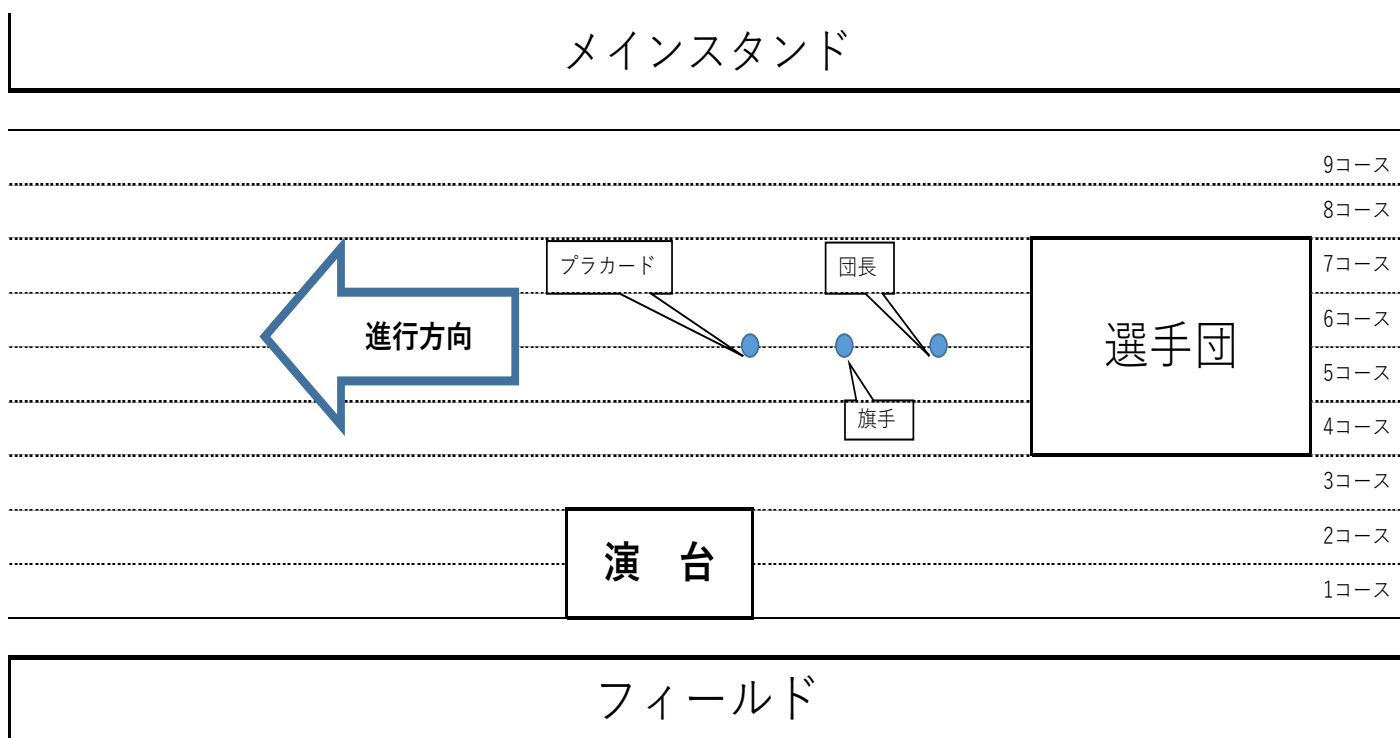 メインスタンド
9コース
8コース
プラカード
団長
7コース
進行方向
6コース
選手団
5コース
旗手
4コース
3コース
演　台
2コース
1コース
フィールド